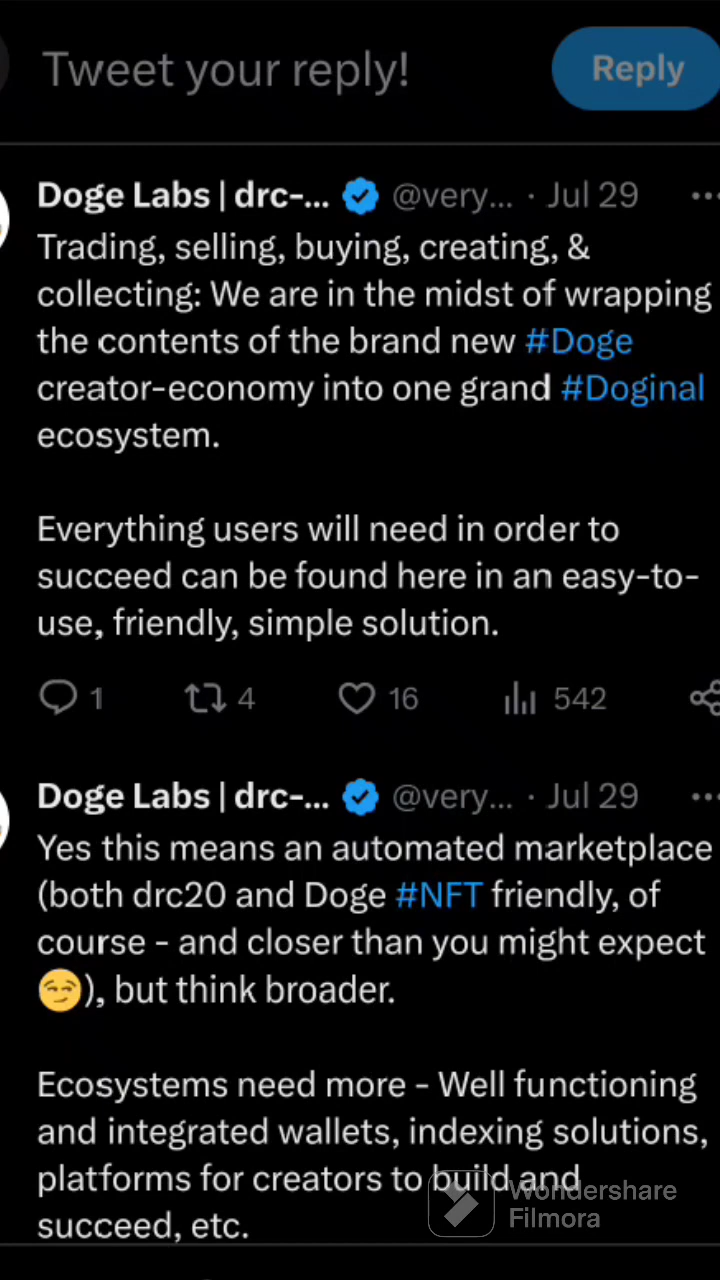 Tweet your reply!
Reply
Doge Labs | drc-... @very... · Jul 29
Trading, selling, buying, creating, &
collecting: We are in the midst of wrapping
the contents of the brand new #Doge
creator-economy into one grand #Doginal
ecosystem.
Everything users will need in order to
succeed can be found here in an easy-to-
use, friendly, simple solution.
1 4 16 542
Doge Labs | drc-... @very... · Jul 29
Yes this means an automated marketplace
(both drc20 and Doge #NFT friendly, of
course - and closer than you might expect
😏), but think broader.
Ecosystems need more - Well functioning
and integrated wallets, indexing solutions,
platforms for creators to build and
succeed, etc.
Wondershare
Filmora